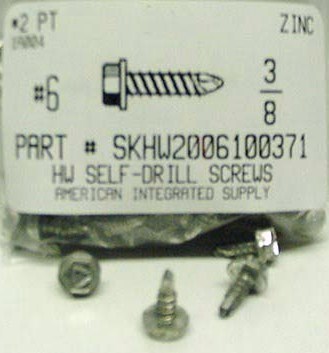 #2 PT ZINC
#6 3
8
PART # SKHW2006100371
HW SELF-DRILL SCREWS
AMERICAN INTEGRATED SUPPLY